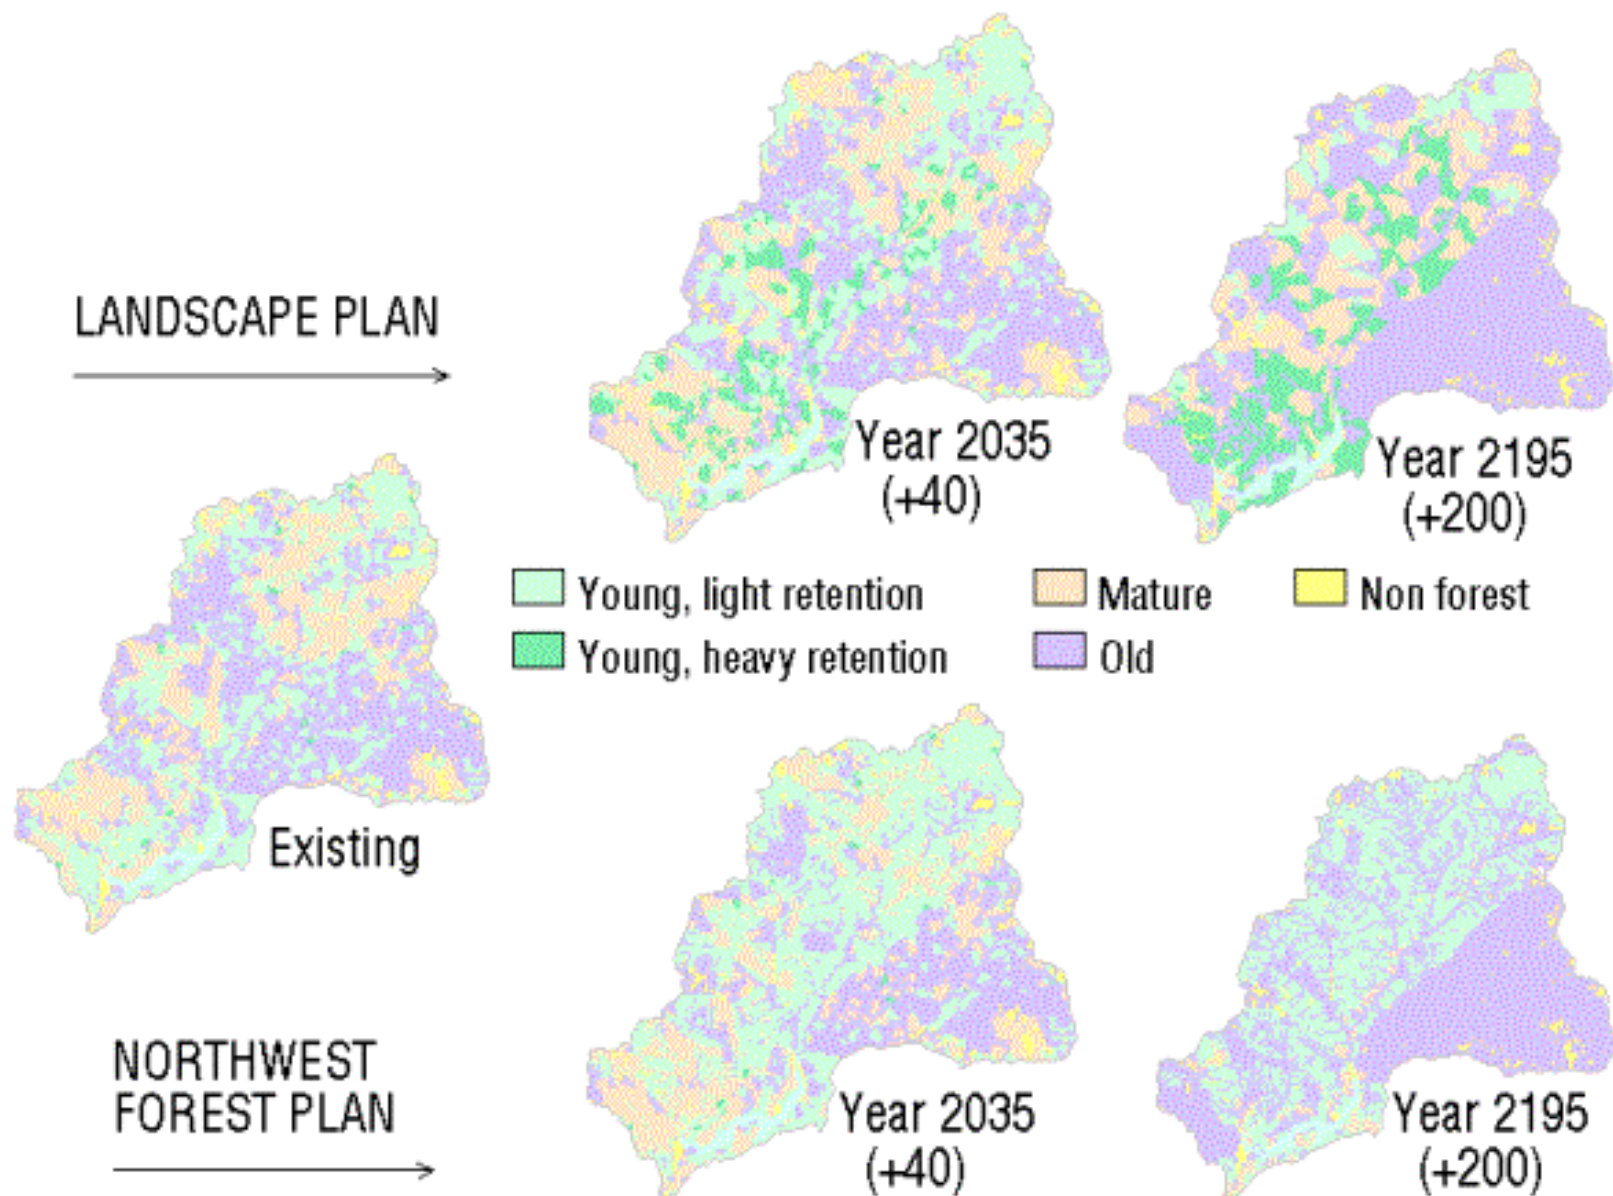 LANDSCAPE PLAN
Year 2035
(+40)
Year 2195
(+200)
Existing
Young, light retention
Mature
Non forest
Young, heavy retention
Old
NORTHWEST
FOREST PLAN
Year 2035
(+40)
Year 2195
(+200)